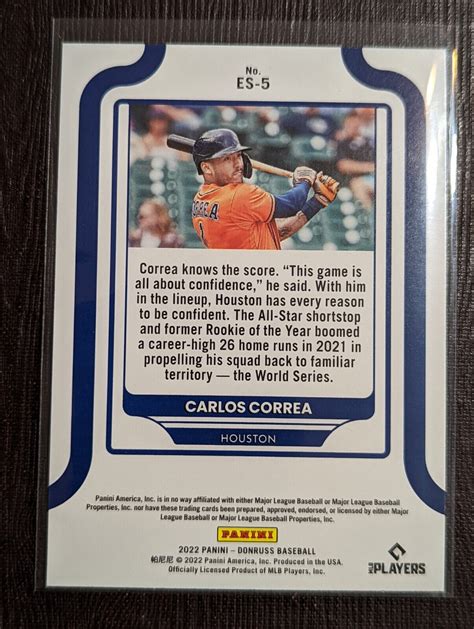 No.
ES-5
CORREA
1
Correa knows the score. “This game is
all about confidence,” he said. With him
in the lineup, Houston has every reason
to be confident. The All-Star shortstop
and former Rookie of the Year boomed
a career-high 26 home runs in 2021 in
propelling his squad back to familiar
territory — the World Series.
CARLOS CORREA
HOUSTON
Panini America, Inc. is in no way affiliated with either Major League Baseball or Major League Baseball
Properties, Inc. nor have these trading cards been prepared, approved, endorsed, or licensed by either Major
League Baseball or Major League Baseball Properties, Inc.
PANINI
2022 PANINI - DONRUSS BASEBALL
帕尼尼 © 2022 Panini America, Inc. Produced in the USA.
Officially Licensed Product of MLB Players, Inc.
MLB PLAYERS